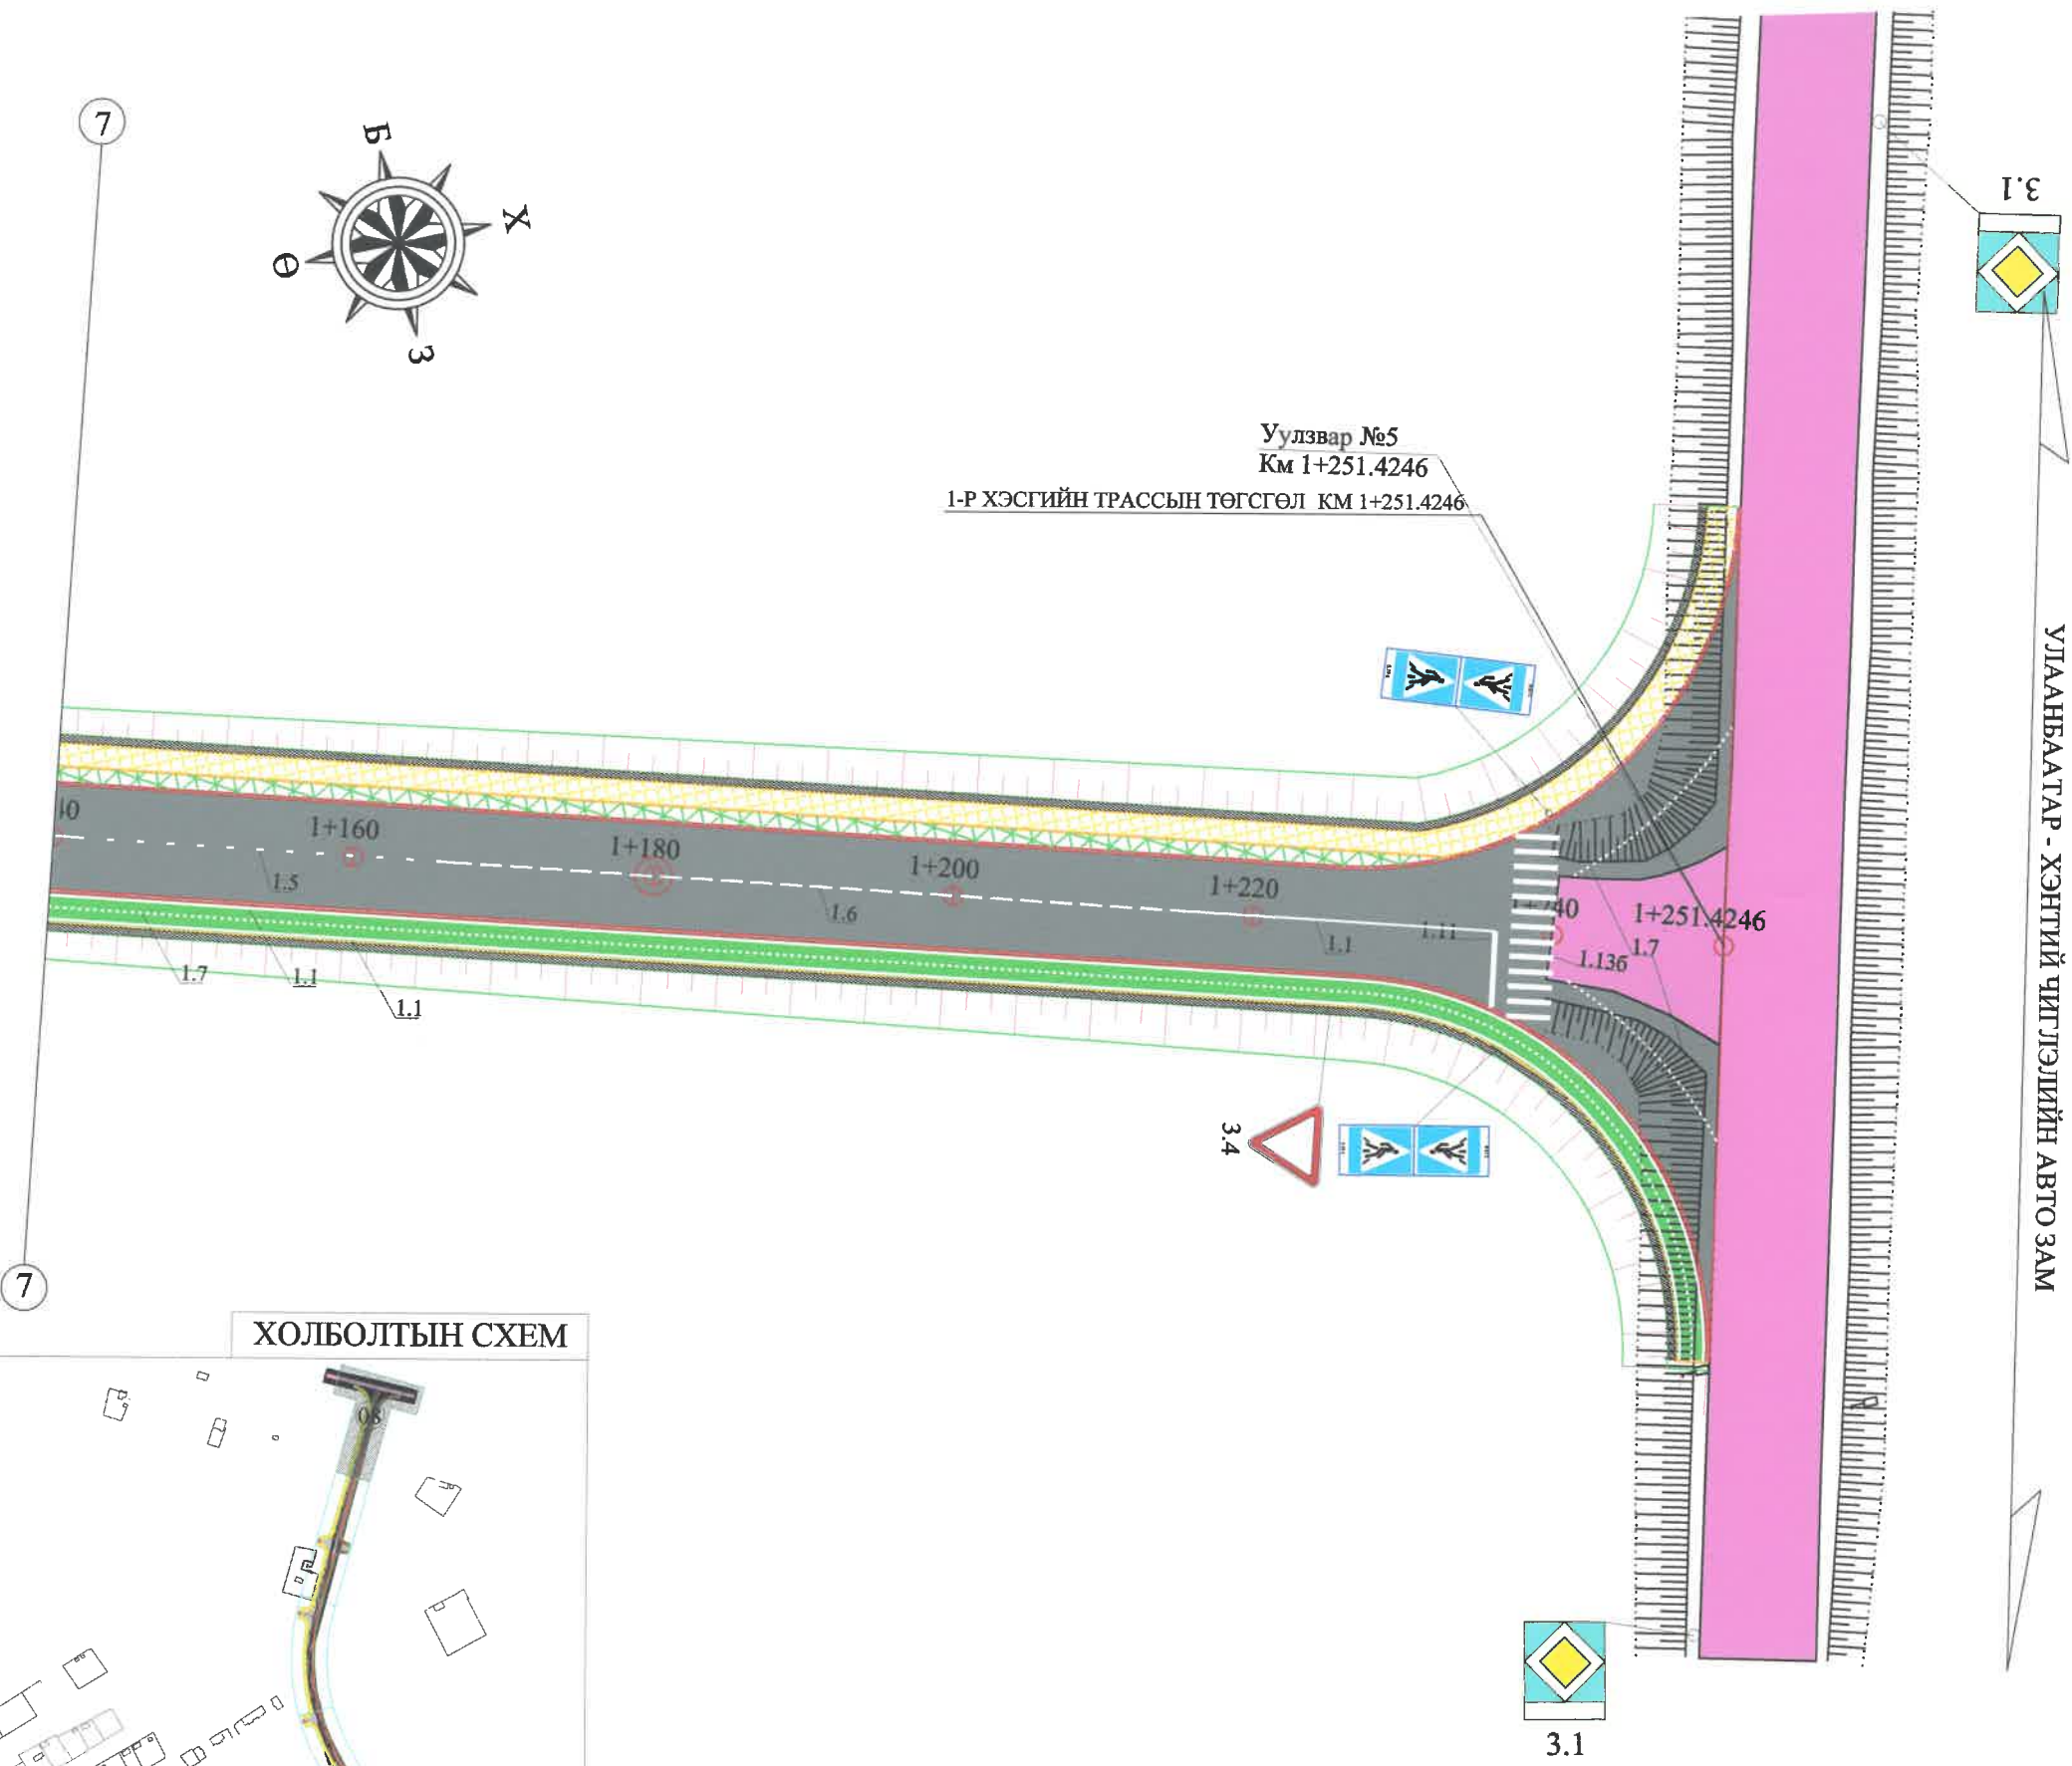 7
Б
Х
Ө
З
3.1
Уулзвар №5
Км 1+251.4246
1-Р ХЭСГИЙН ТРАССЫН ТӨГСГӨЛ КМ 1+251.4246
УЛААНБААТАР - ХЭНТИЙ ЧИГЛЭЛИЙН АВТО ЗАМ
1+160
1+180
1+200
1+220
1+251.4246
1.5
1.6
1.1
1.11
1.136
1.7
1.7
1.1
1.1
3.4
7
ХОЛБОЛТЫН СХЕМ
08
3.1